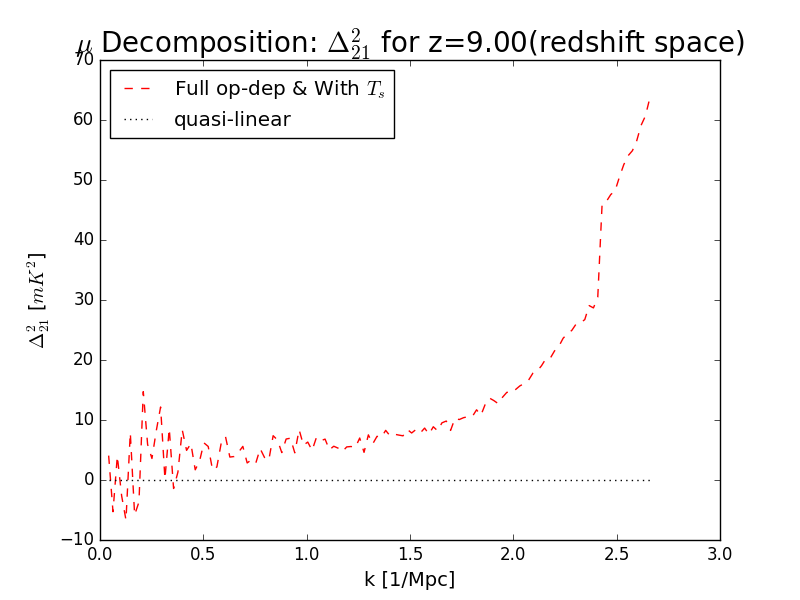 μ Decomposition: Δ²₂₁ for z=9.00(redshift space)
70
Full op-dep & With Tₛ
quasi-linear
60
50
40
30
20
10
0
−10
Δ²₂₁ [mK²]
0.0 0.5 1.0 1.5 2.0 2.5 3.0
k [1/Mpc]